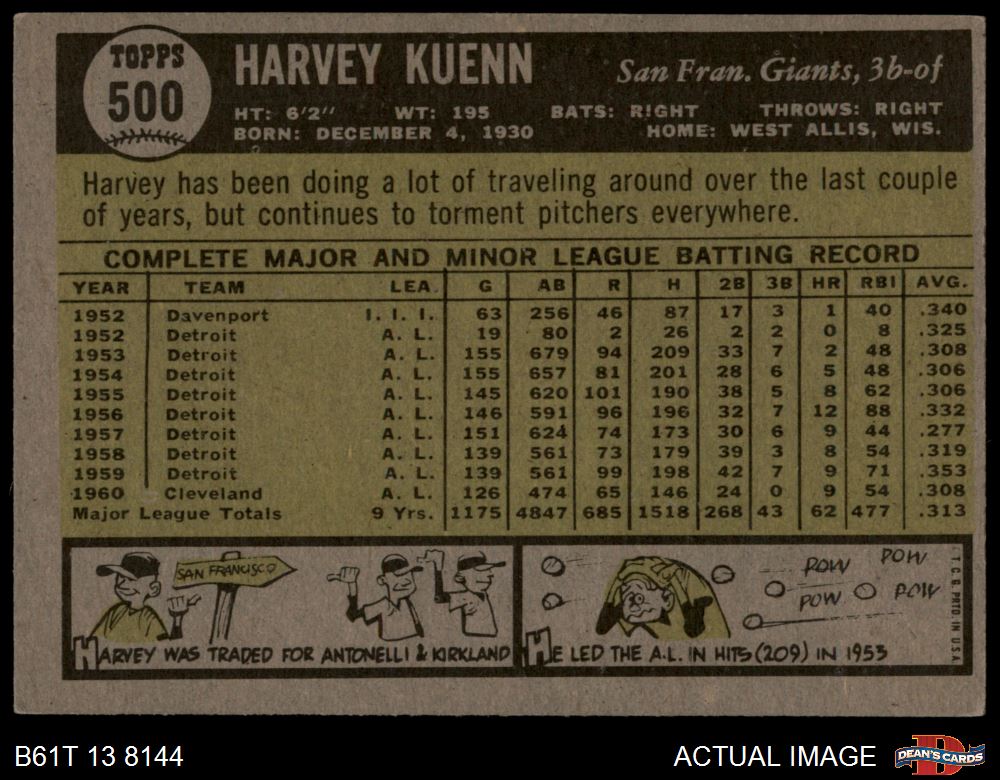 TOPPS
500
HARVEY KUENN
San Fran. Giants, 3b-of
HT: 6'2" WT: 195 BATS: RIGHT THROWS: RIGHT
BORN: DECEMBER 4, 1930 HOME: WEST ALLIS, WIS.
Harvey has been doing a lot of traveling around over the last couple
of years, but continues to torment pitchers everywhere.
COMPLETE MAJOR AND MINOR LEAGUE BATTING RECORD
YEAR TEAM LEA. G AB R H 2B 3B HR RBI AVG.
1952 Davenport I. I. I. 63 256 46 87 17 3 1 40 .340
1952 Detroit A. L. 19 80 2 26 2 2 0 8 .325
1953 Detroit A. L. 155 679 94 209 33 7 2 48 .308
1954 Detroit A. L. 155 657 81 201 28 6 5 48 .306
1955 Detroit A. L. 145 620 101 190 38 5 8 62 .306
1956 Detroit A. L. 146 591 96 196 32 7 12 88 .332
1957 Detroit A. L. 151 624 74 173 30 6 9 44 .277
1958 Detroit A. L. 139 561 73 179 39 3 8 54 .319
1959 Detroit A. L. 139 561 99 198 42 7 9 71 .353
1960 Cleveland A. L. 126 474 65 146 24 0 9 54 .308
Major League Totals 9 Yrs. 1175 4847 685 1518 268 43 62 477 .313
SAN FRANCISCO
HARVEY WAS TRADED FOR ANTONELLI & KIRKLAND
POW POW
POW POW
HE LED THE A.L. IN HITS (209) IN 1953
T. C. G. PRTD. IN U.S.A.
B61T 13 8144
ACTUAL IMAGE
D
DEAN'S CARDS